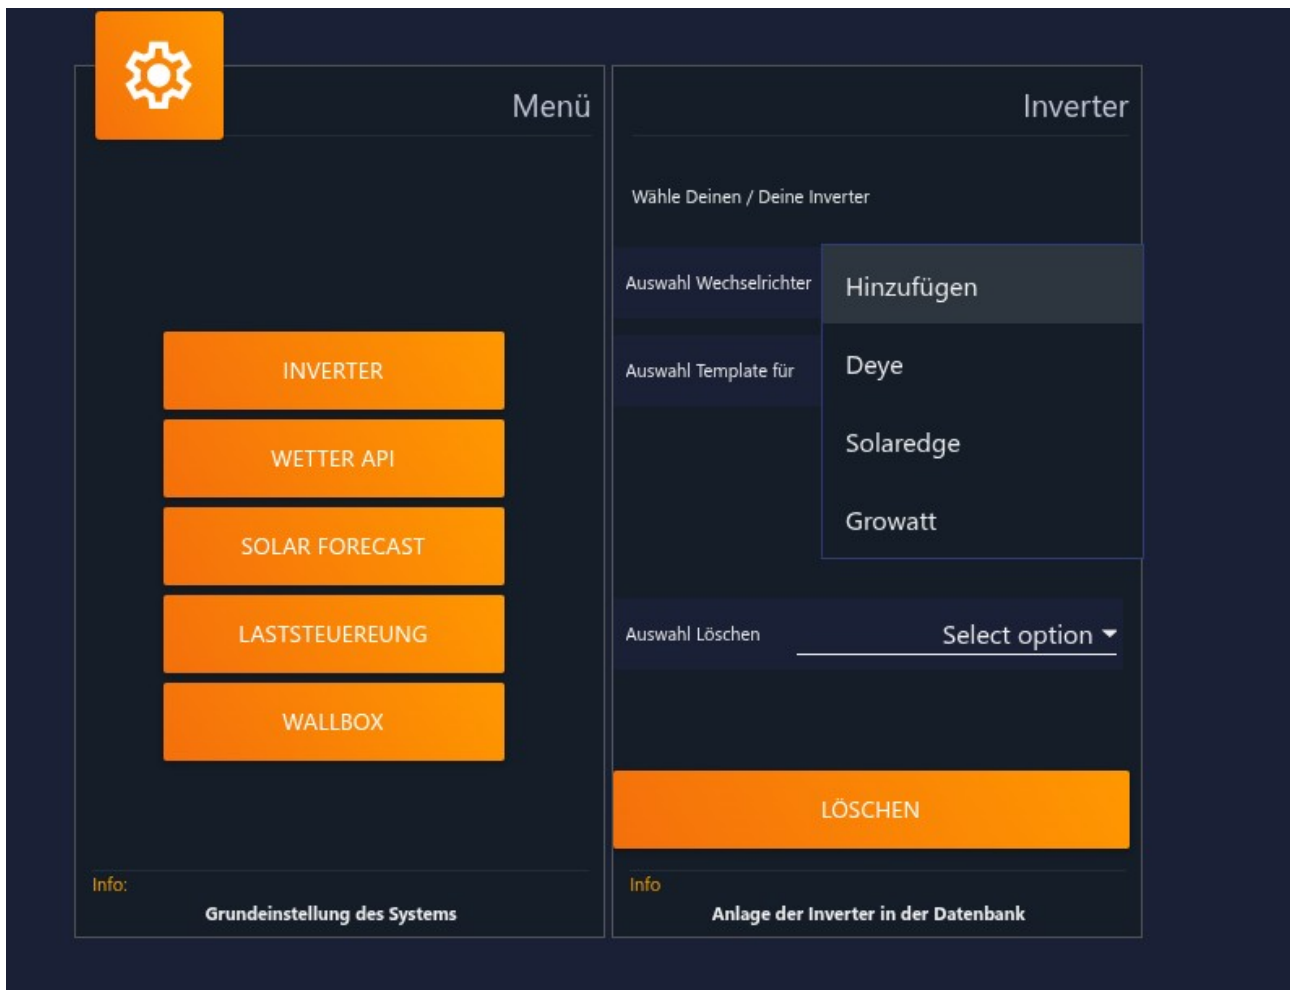 Menü
INVERTER
WETTER API
SOLAR FORECAST
LASTSTEUEREUNG
WALLBOX
Info:
Grundeinstellung des Systems
Inverter
Wähle Deinen / Deine Inverter
Auswahl Wechselrichter
Hinzufügen
Deye
Solaredge
Growatt
Auswahl Template für
Auswahl Löschen Select option
LÖSCHEN
Info
Anlage der Inverter in der Datenbank